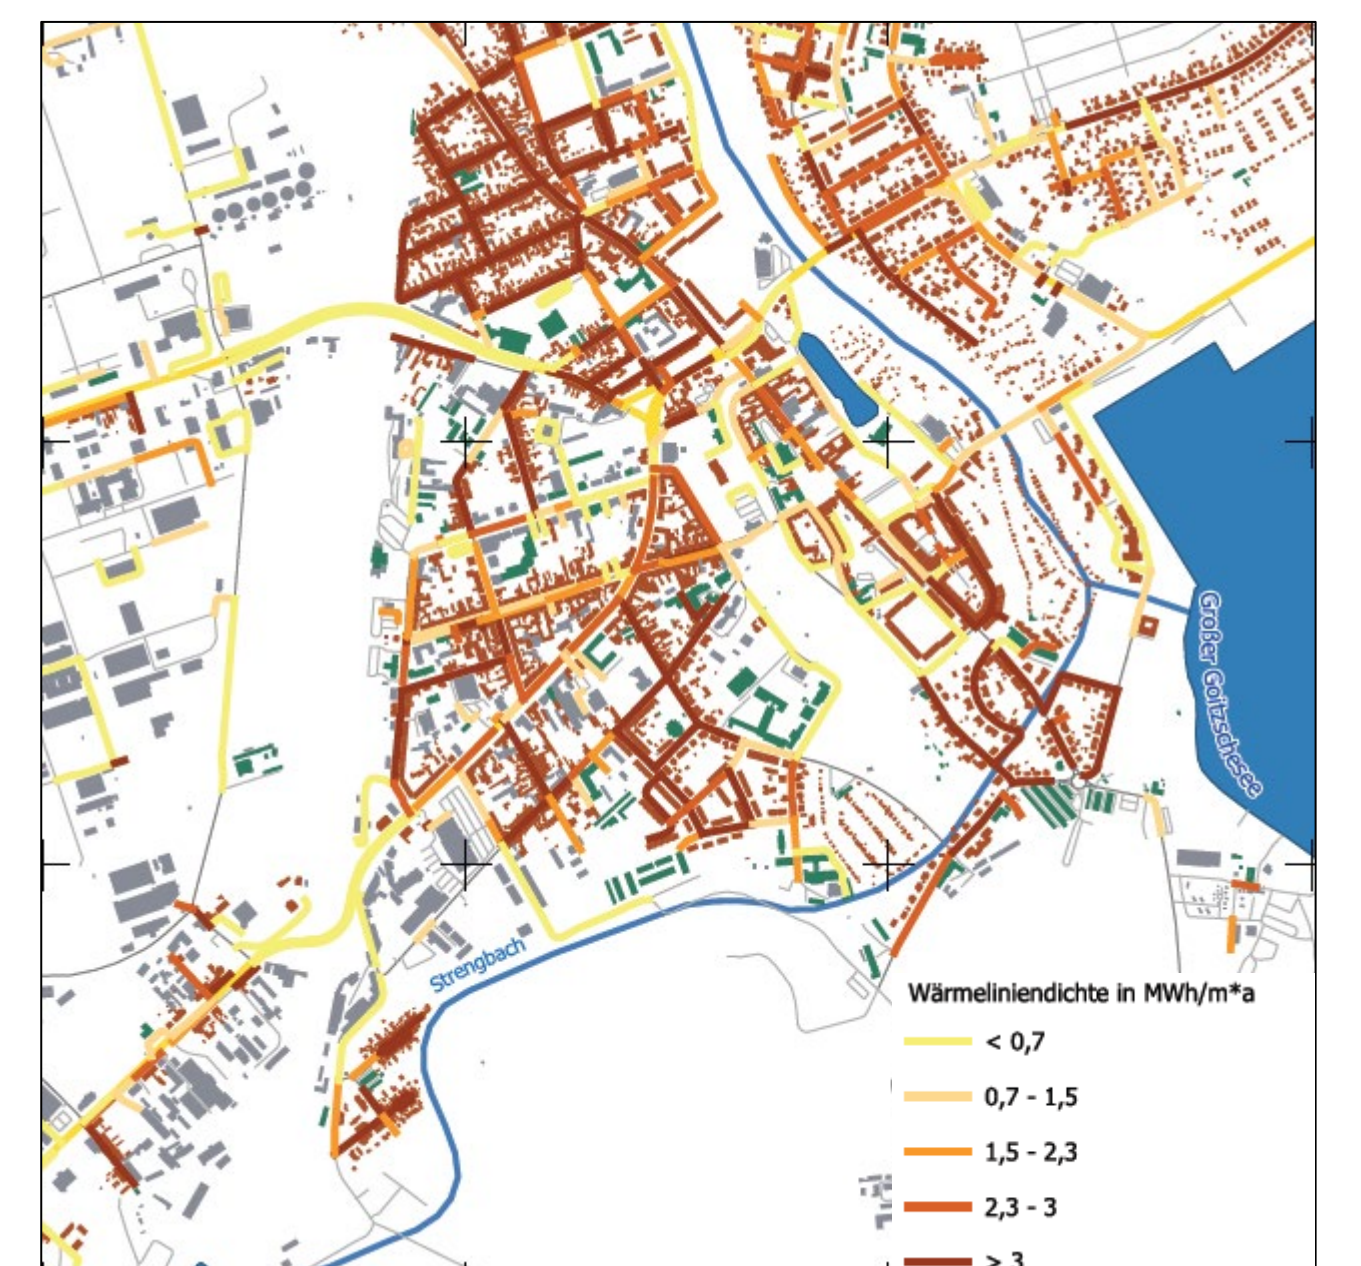 Großer Goitzschesee
Strengbach
Wärmeliniendichte in MWh/m*a
< 0,7
0,7 - 1,5
1,5 - 2,3
2,3 - 3
> 3